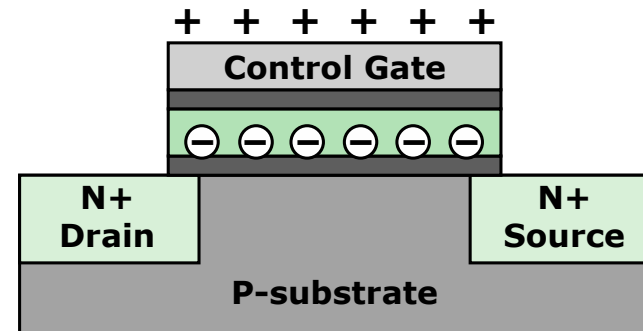 + + + + + +
Control Gate
− − − − − −
N+
Drain
N+
Source
P-substrate